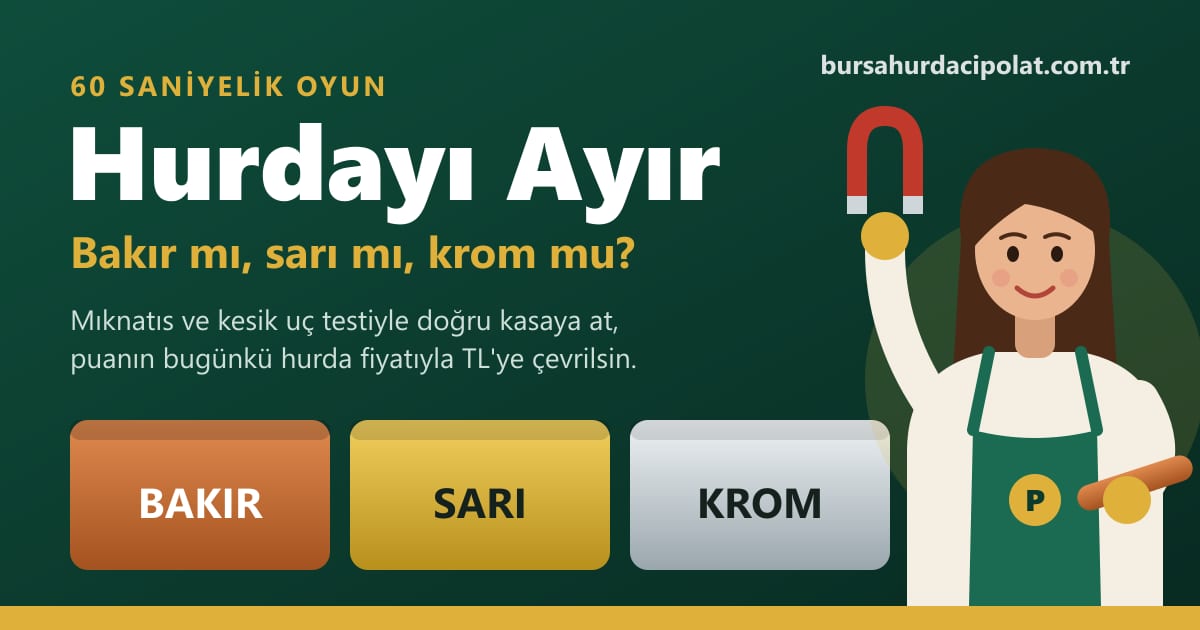 60 SANİYELİK OYUN
bursahurdacipolat.com.tr
Hurdayı Ayır
Bakır mı, sarı mı, krom mu?
Mıknatıs ve kesik uç testiyle doğru kasaya at,
puanın bugünkü hurda fiyatıyla TL'ye çevrilsin.
BAKIR
SARI
KROM
P